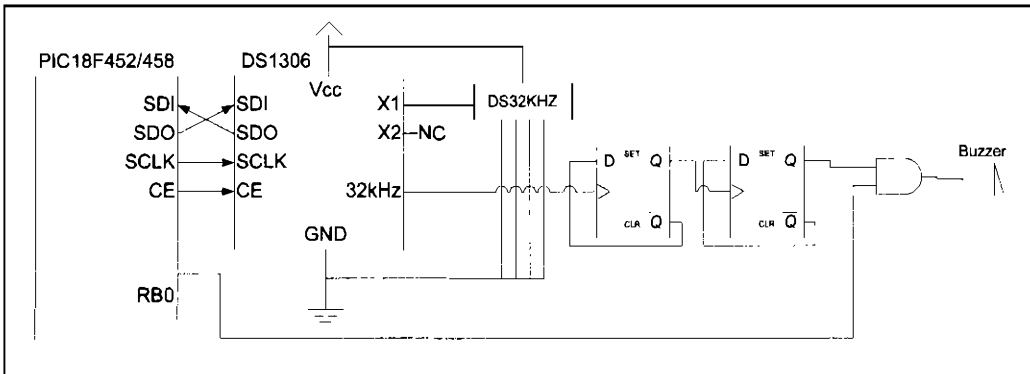 PIC18F452/458
DS1306
Vcc
SDI
SDO
SCLK
CE
RB0
SDI
SDO
SCLK
CE
X1
X2
NC
32kHz
GND
DS32KHZ
D SET Q
CLR Q
D SET Q
CLR Q
Buzzer